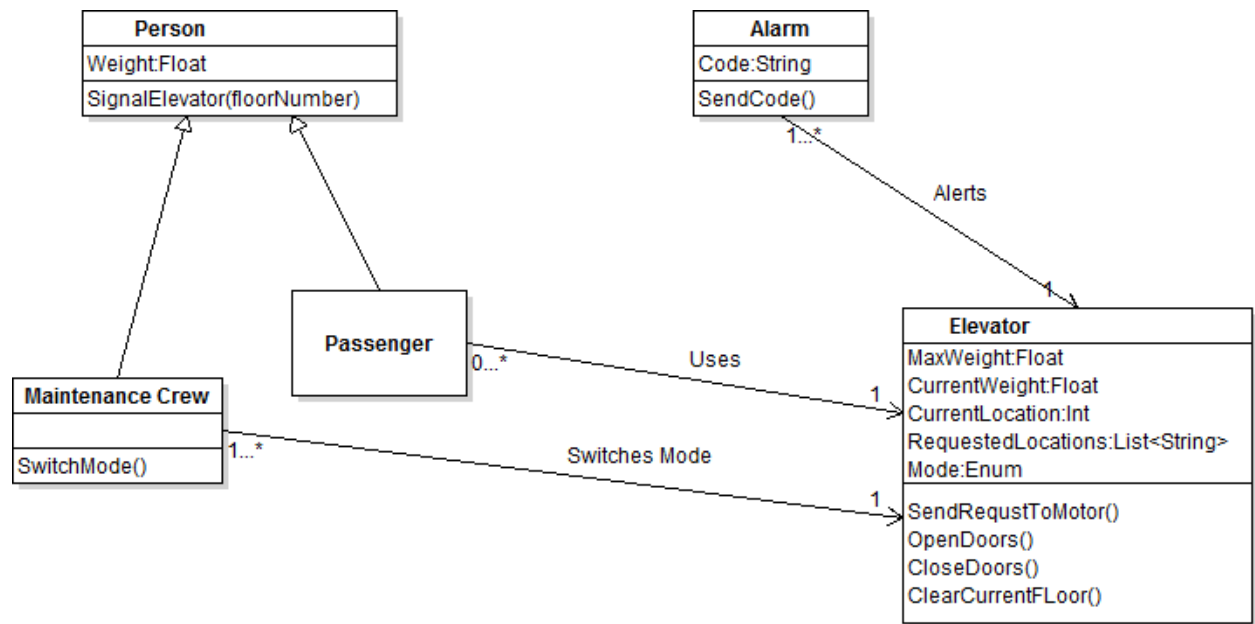 Person
Weight:Float
SignalElevator(floorNumber)
Alarm
Code:String
SendCode()
1...*
Alerts
1
Passenger
0...*
Uses
1
Maintenance Crew
SwitchMode()
1...*
Switches Mode
1
Elevator
MaxWeight:Float
CurrentWeight:Float
CurrentLocation:Int
RequestedLocations:List<String>
Mode:Enum
SendRequstToMotor()
OpenDoors()
CloseDoors()
ClearCurrentFLoor()